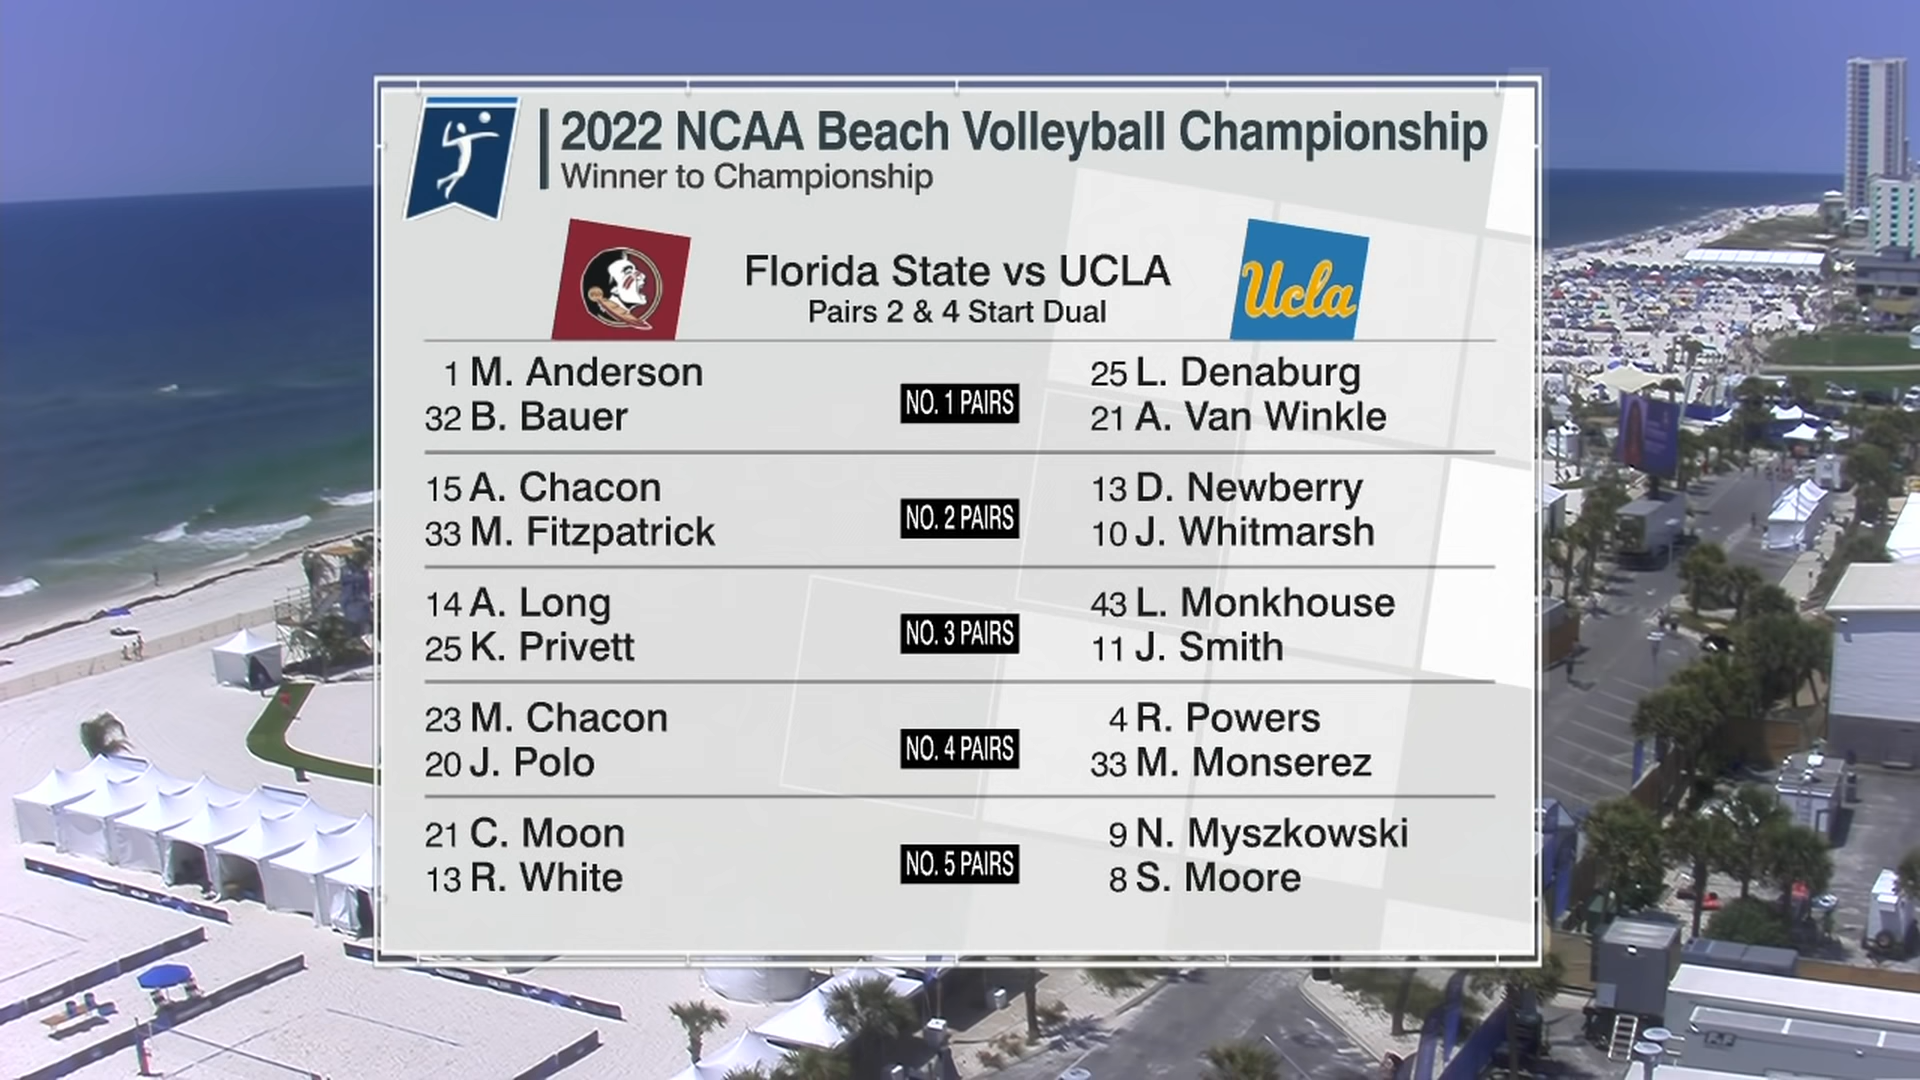 2022 NCAA Beach Volleyball Championship
Winner to Championship
Florida State vs UCLA
Pairs 2 & 4 Start Dual
Ucla
1 M. Anderson
32 B. Bauer
NO. 1 PAIRS
25 L. Denaburg
21 A. Van Winkle
15 A. Chacon
33 M. Fitzpatrick
NO. 2 PAIRS
13 D. Newberry
10 J. Whitmarsh
14 A. Long
25 K. Privett
NO. 3 PAIRS
43 L. Monkhouse
11 J. Smith
23 M. Chacon
20 J. Polo
NO. 4 PAIRS
4 R. Powers
33 M. Monserez
21 C. Moon
13 R. White
NO. 5 PAIRS
9 N. Myszkowski
8 S. Moore